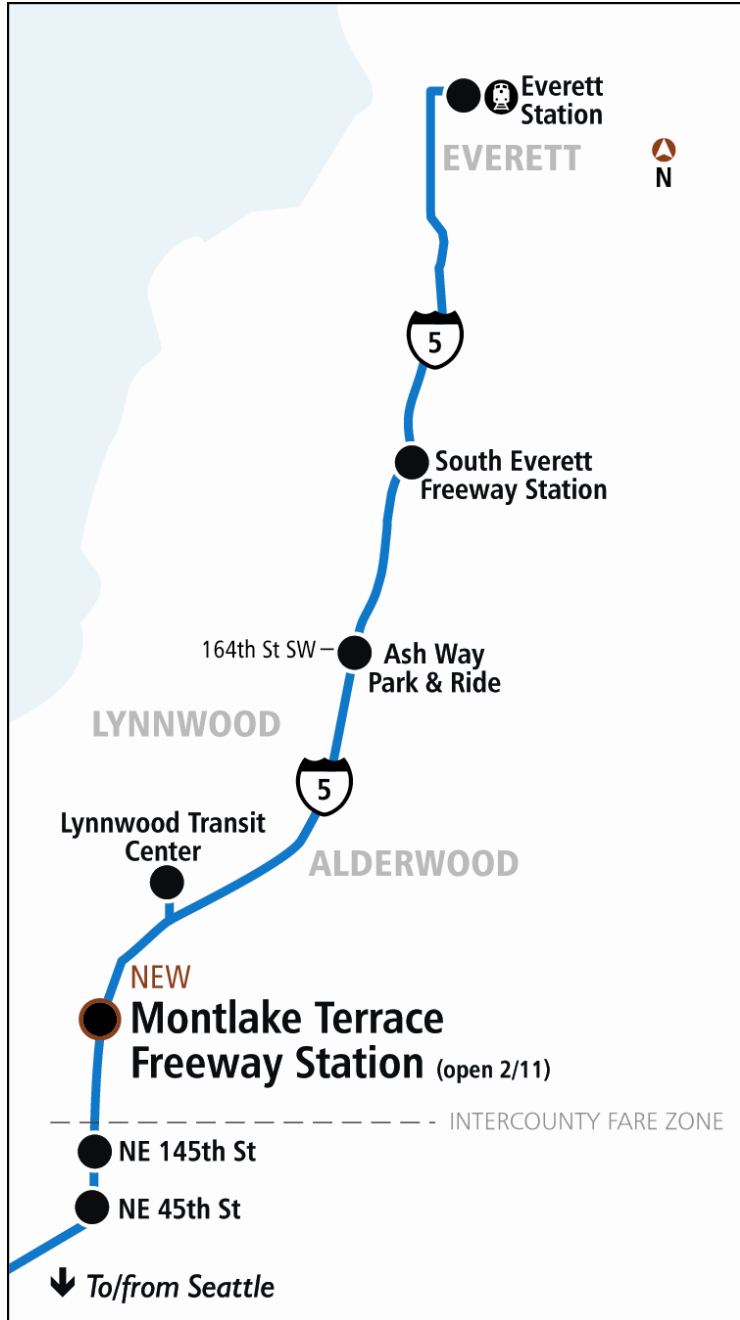 Everett
Station
EVERETT
N
5
South Everett
Freeway Station
164th St SW
Ash Way
Park & Ride
LYNNWOOD
5
Lynnwood Transit
Center
ALDERWOOD
NEW
Montlake Terrace
Freeway Station (open 2/11)
INTERCOUNTY FARE ZONE
NE 145th St
NE 45th St
To/from Seattle